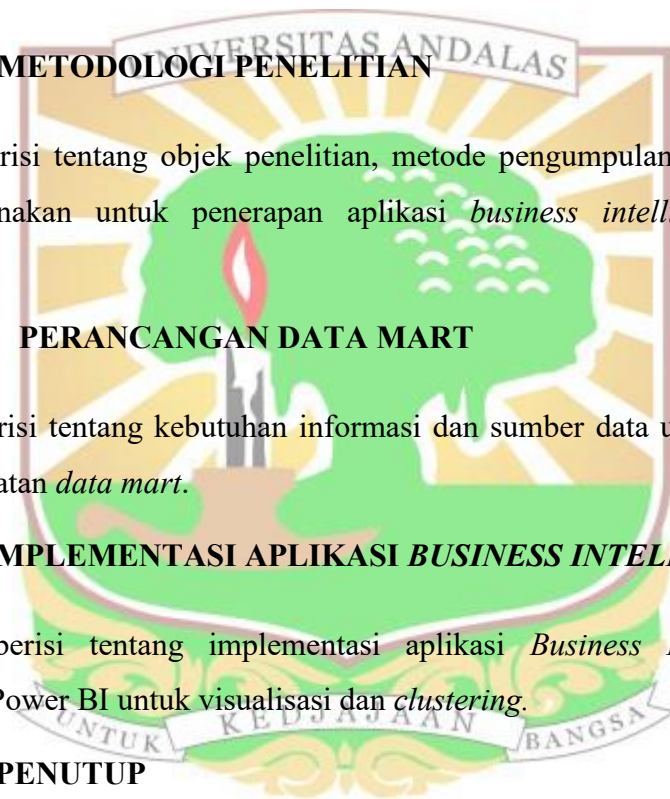 UNIVERSITAS ANDALAS
METODOLOGI PENELITIAN
risi tentang objek penelitian, metode pengumpulan
nakan untuk penerapan aplikasi business intell
PERANCANGAN DATA MART
risi tentang kebutuhan informasi dan sumber data u
atan data mart.
MPLEMENTASI APLIKASI BUSINESS INTEL
berisi tentang implementasi aplikasi Business
Power BI untuk visualisasi dan clustering.
UNTUK KEDJAJAAN BANGSA
PENUTUP